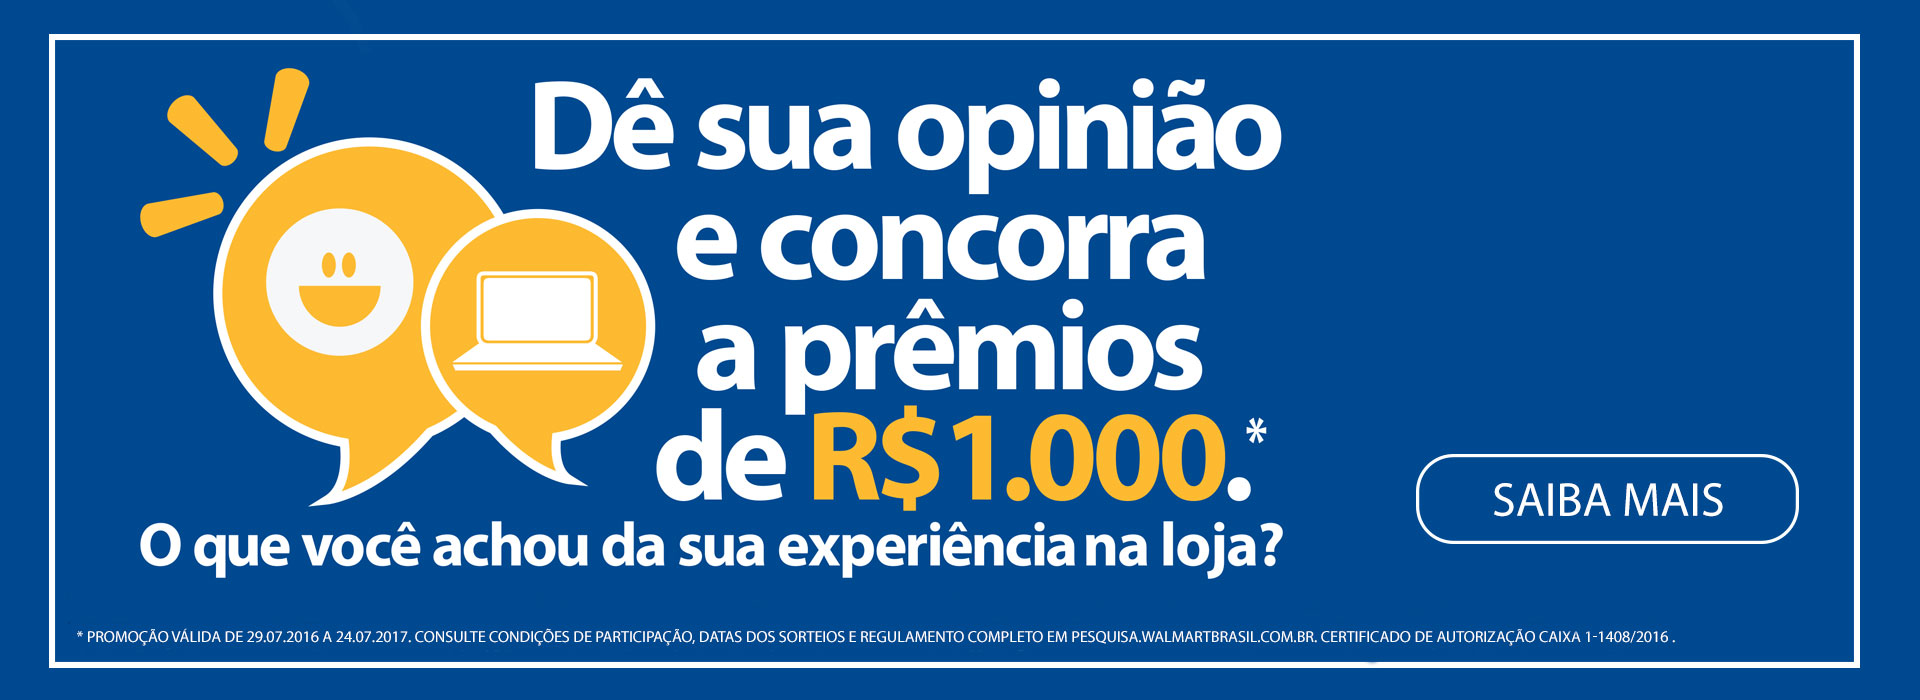 Dê sua opinião
e concorra
a prêmios
de R$1.000.*
O que você achou da sua experiência na loja?
SAIBA MAIS
* PROMOÇÃO VÁLIDA DE 29.07.2016 A 24.07.2017. CONSULTE CONDIÇÕES DE PARTICIPAÇÃO, DATAS DOS SORTEIOS E REGULAMENTO COMPLETO EM PESQUISA.WALMARTBRASIL.COM.BR. CERTIFICADO DE AUTORIZAÇÃO CAIXA 1-1408/2016 .